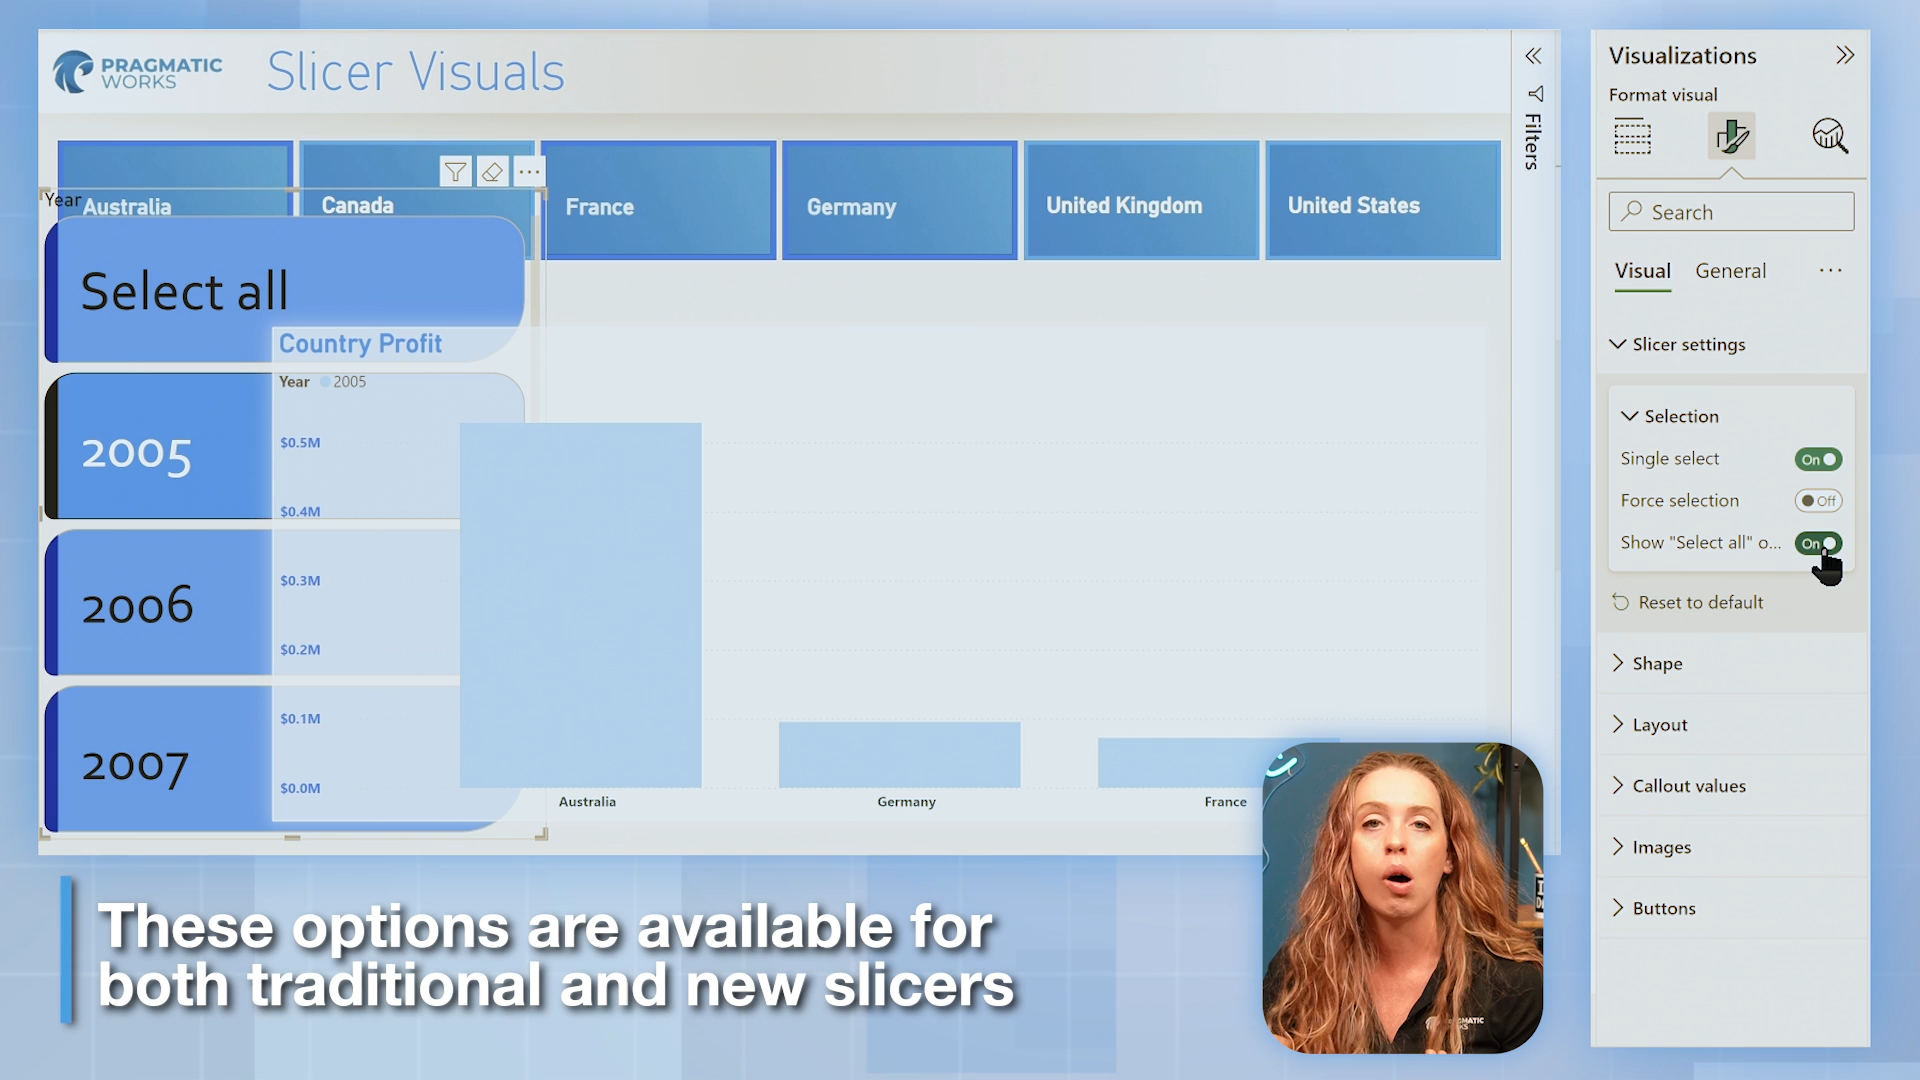 PRAGMATIC
WORKS
Slicer Visuals
Filters
Australia
Canada
France
Germany
United Kingdom
United States
Year
Select all
2005
2006
2007
Country Profit
Year 2005
$0.5M
$0.4M
$0.3M
$0.2M
$0.1M
$0.0M
Australia
Germany
France
Visualizations
Format visual
Search
Visual General
Slicer settings
Selection
Single select On
Force selection Off
Show "Select all" o... On
Reset to default
Shape
Layout
Callout values
Images
Buttons
These options are available for
both traditional and new slicers